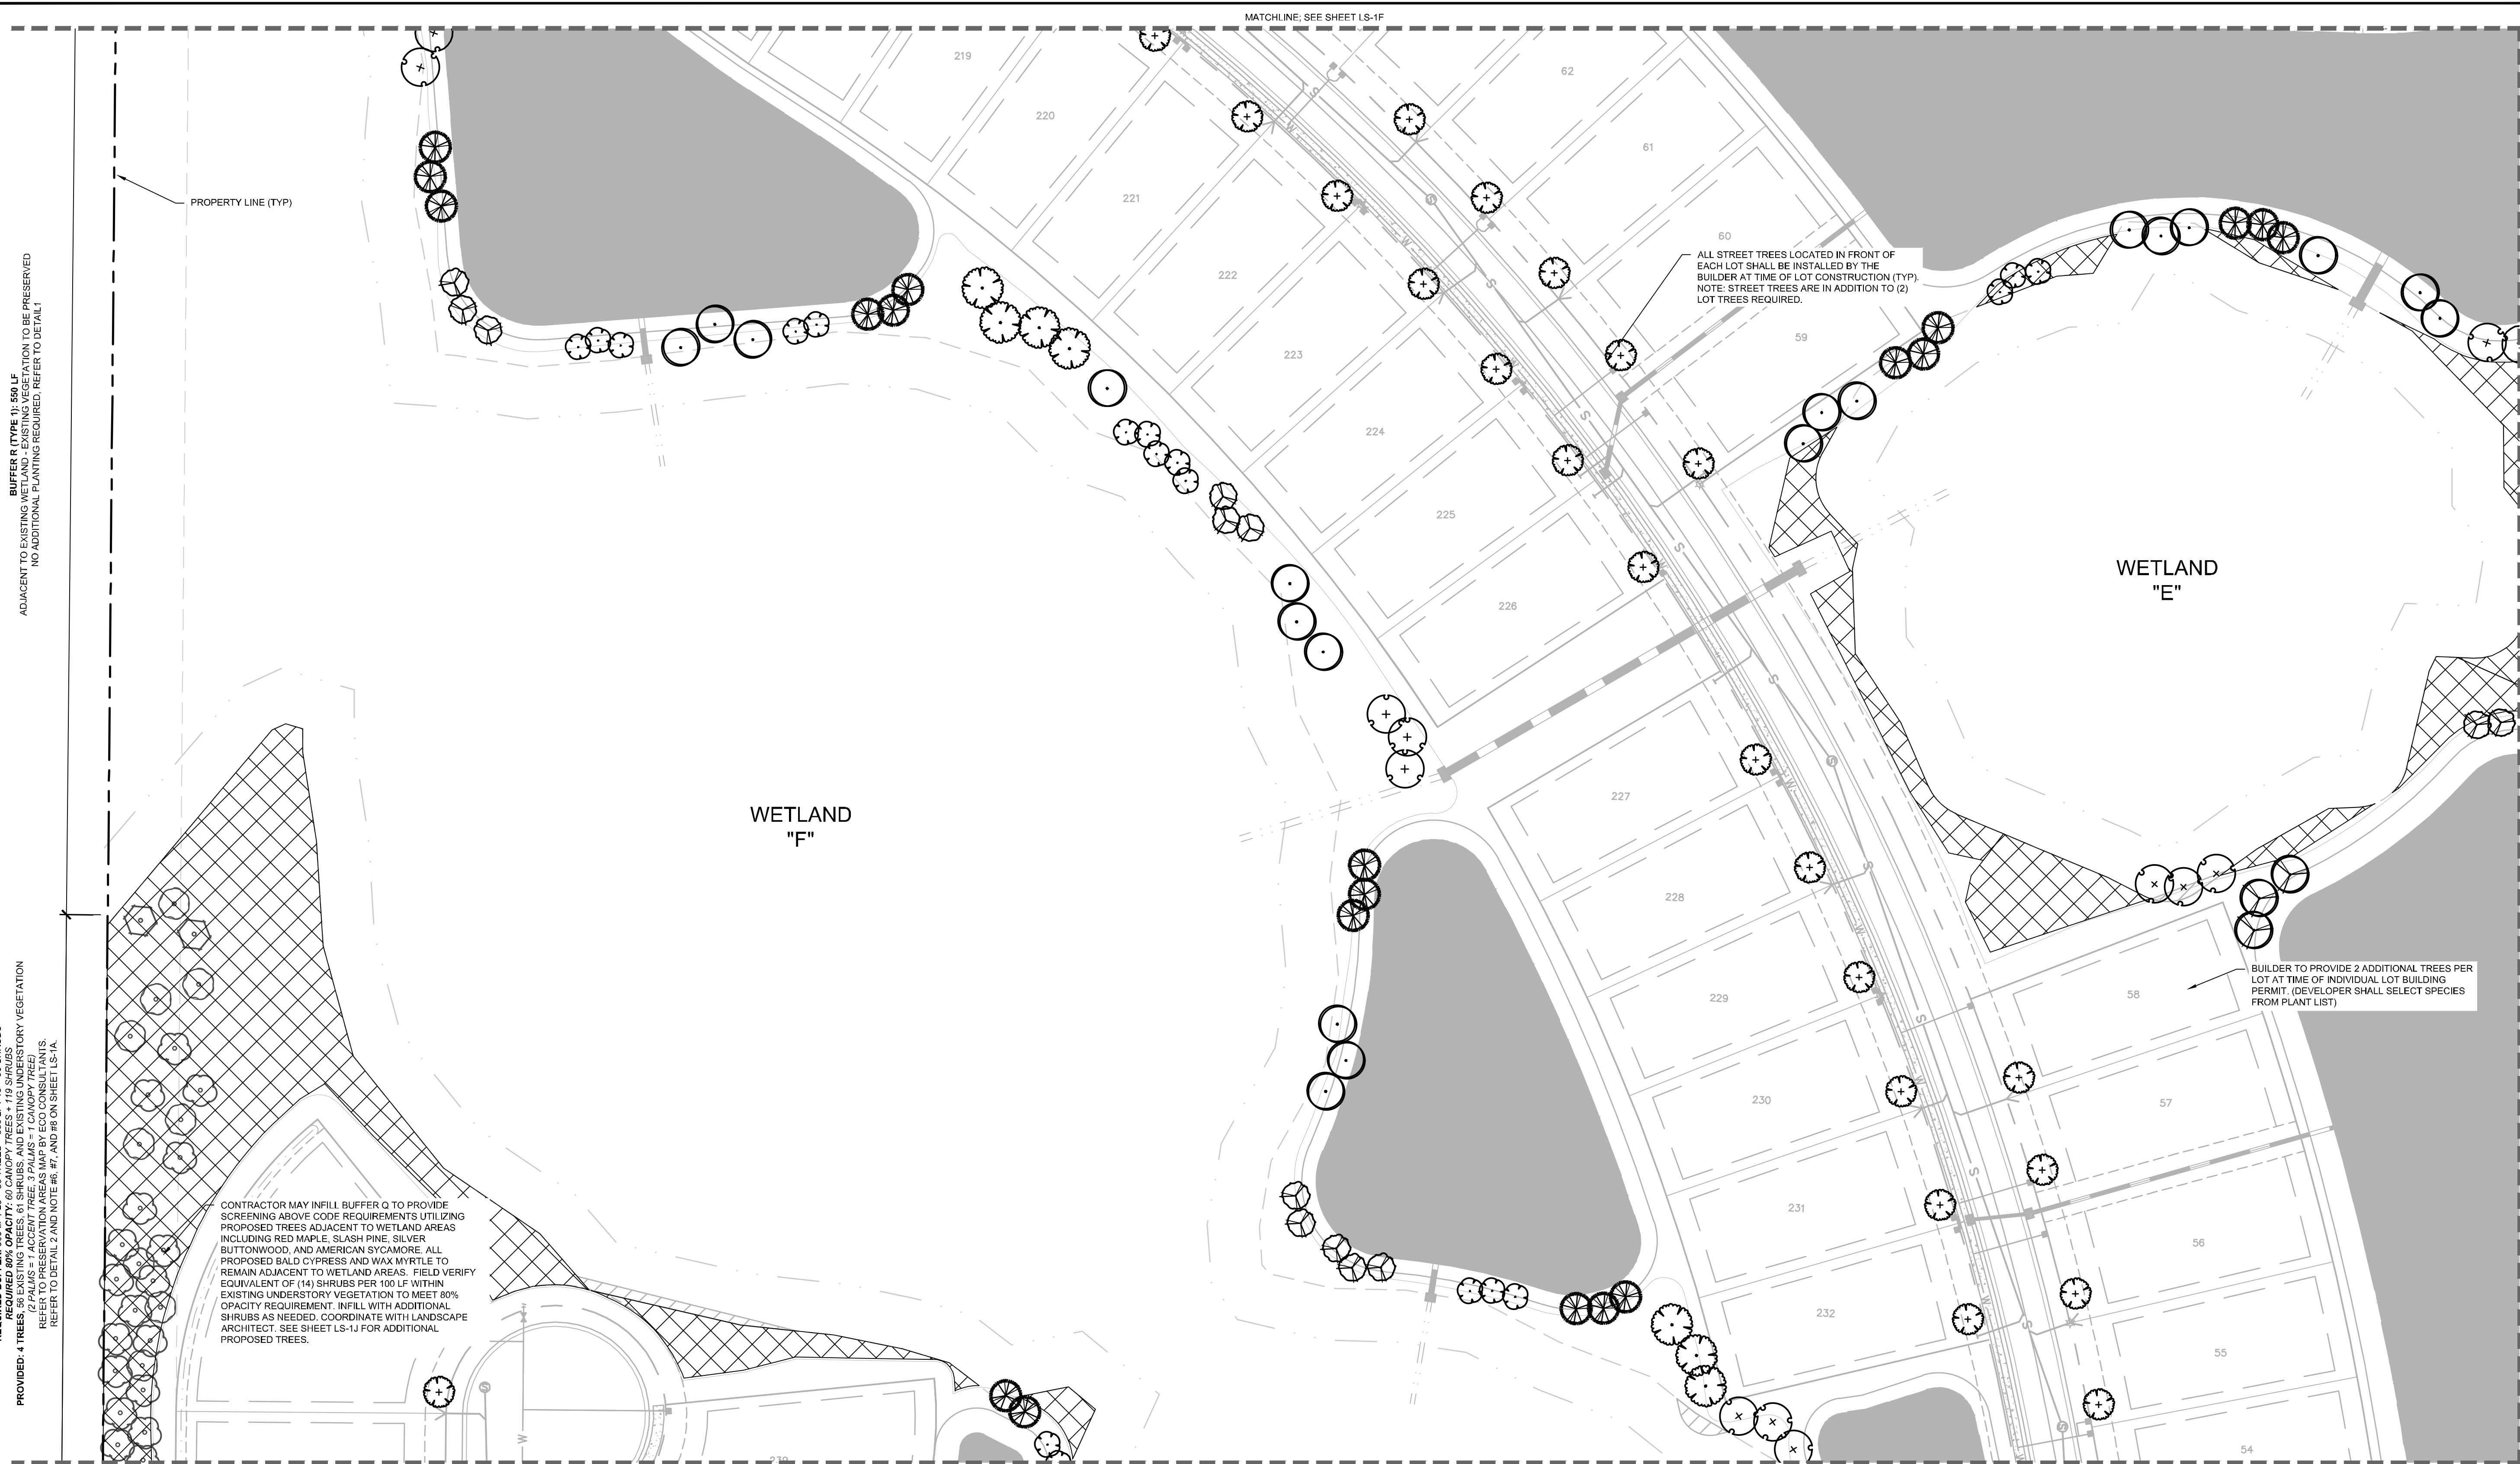 MATCHLINE; SEE SHEET LS-1F
219
220
221
222
223
224
225
226
227
228
229
230
231
232
62
61
60
59
58
57
56
55
54
PROPERTY LINE (TYP)
BUFFER R (TYPE 1): 550 LF
ADJACENT TO EXISTING WETLAND - EXISTING VEGETATION TO BE PRESERVED
NO ADDITIONAL PLANTING REQUIRED, REFER TO DETAIL 1
ALL STREET TREES LOCATED IN FRONT OF
EACH LOT SHALL BE INSTALLED BY THE
BUILDER AT TIME OF LOT CONSTRUCTION (TYP).
NOTE: STREET TREES ARE IN ADDITION TO (2)
LOT TREES REQUIRED.
WETLAND
"E"
WETLAND
"F"
BUILDER TO PROVIDE 2 ADDITIONAL TREES PER
LOT AT TIME OF INDIVIDUAL LOT BUILDING
PERMIT. (DEVELOPER SHALL SELECT SPECIES
FROM PLANT LIST)
REQUIRED 80% OPACITY: 60 CANOPY TREES + 119 SHRUBS
PROVIDED: 4 TREES, 56 EXISTING TREES, 61 SHRUBS, AND EXISTING UNDERSTORY VEGETATION
(2 PALMS = 1 ACCENT TREE, 3 PALMS = 1 CANOPY TREE)
REFER TO PRESERVATION AREAS MAP BY ECO CONSULTANTS.
REFER TO DETAIL 2 AND NOTE #6, #7, AND #8 ON SHEET LS-1A.
CONTRACTOR MAY INFILL BUFFER Q TO PROVIDE
SCREENING ABOVE CODE REQUIREMENTS UTILIZING
PROPOSED TREES ADJACENT TO WETLAND AREAS
INCLUDING RED MAPLE, SLASH PINE, SILVER
BUTTONWOOD, AND AMERICAN SYCAMORE. ALL
PROPOSED BALD CYPRESS AND WAX MYRTLE TO
REMAIN ADJACENT TO WETLAND AREAS. FIELD VERIFY
EQUIVALENT OF (14) SHRUBS PER 100 LF WITHIN
EXISTING UNDERSTORY VEGETATION TO MEET 80%
OPACITY REQUIREMENT. INFILL WITH ADDITIONAL
SHRUBS AS NEEDED. COORDINATE WITH LANDSCAPE
ARCHITECT. SEE SHEET LS-1J FOR ADDITIONAL
PROPOSED TREES.